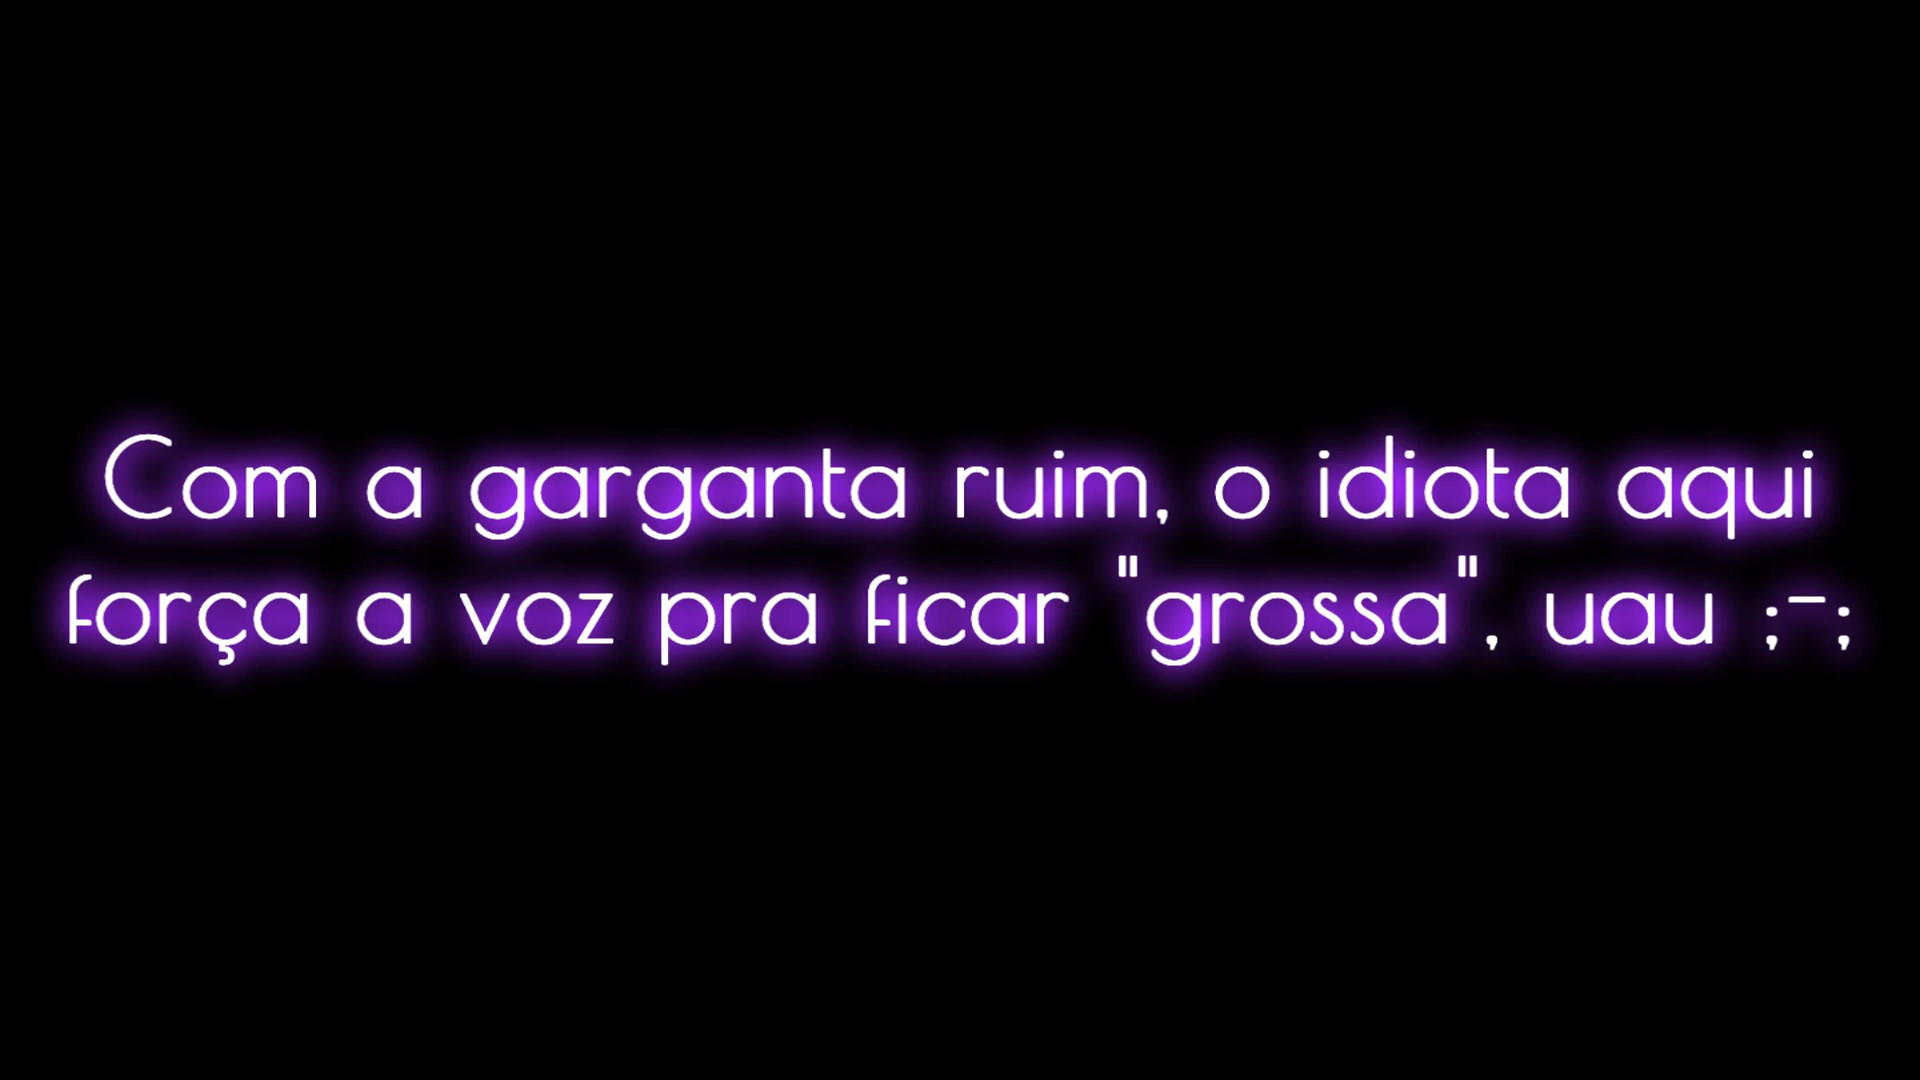 Com a garganta ruim, o idiota aqui
força a voz pra ficar "grossa", uau ;-;